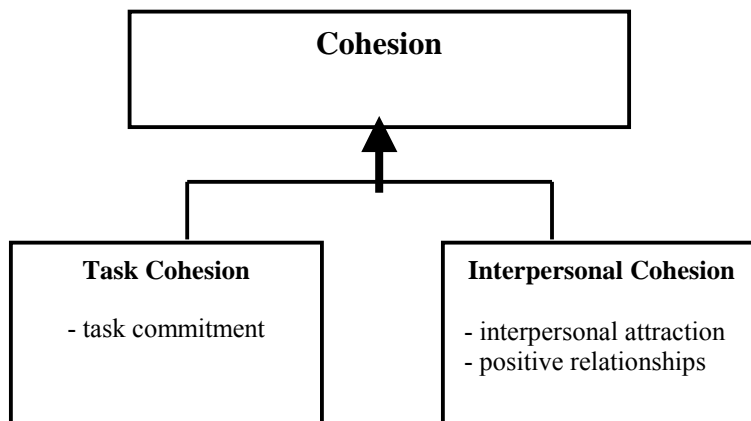 Cohesion
Task Cohesion
- task commitment
Interpersonal Cohesion
- interpersonal attraction
- positive relationships